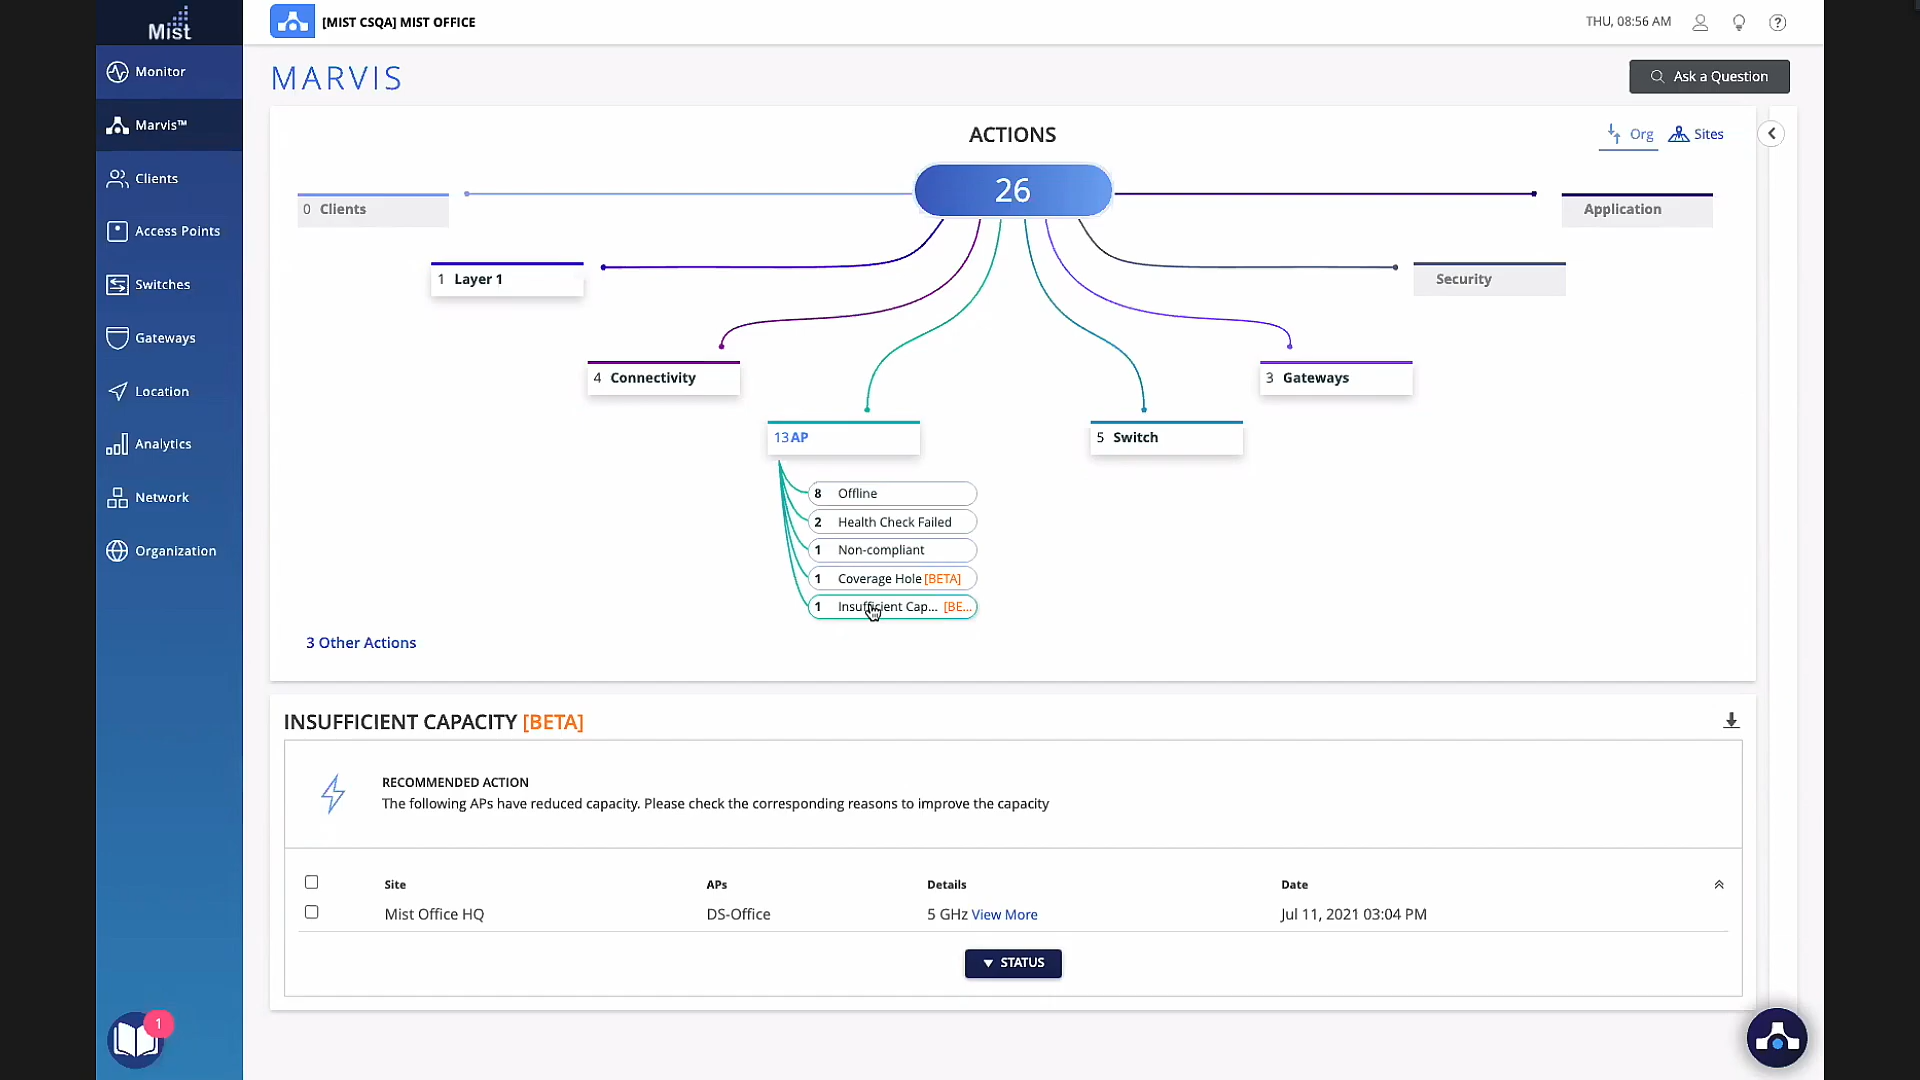 Mist
[MIST CSQA] MIST OFFICE
THU, 08:56 AM
Monitor
Marvis™
Clients
Access Points
Switches
Gateways
Location
Analytics
Network
Organization
1
MARVIS
Ask a Question
ACTIONS
Org
Sites
26
0 Clients
Application
1 Layer 1
Security
4 Connectivity
3 Gateways
13 AP
5 Switch
8 Offline
2 Health Check Failed
1 Non-compliant
1 Coverage Hole [BETA]
1 Insufficient Cap... [BE...
3 Other Actions
INSUFFICIENT CAPACITY [BETA]
RECOMMENDED ACTION
The following APs have reduced capacity. Please check the corresponding reasons to improve the capacity
Site APs Details Date
Mist Office HQ DS-Office 5 GHz View More Jul 11, 2021 03:04 PM
STATUS